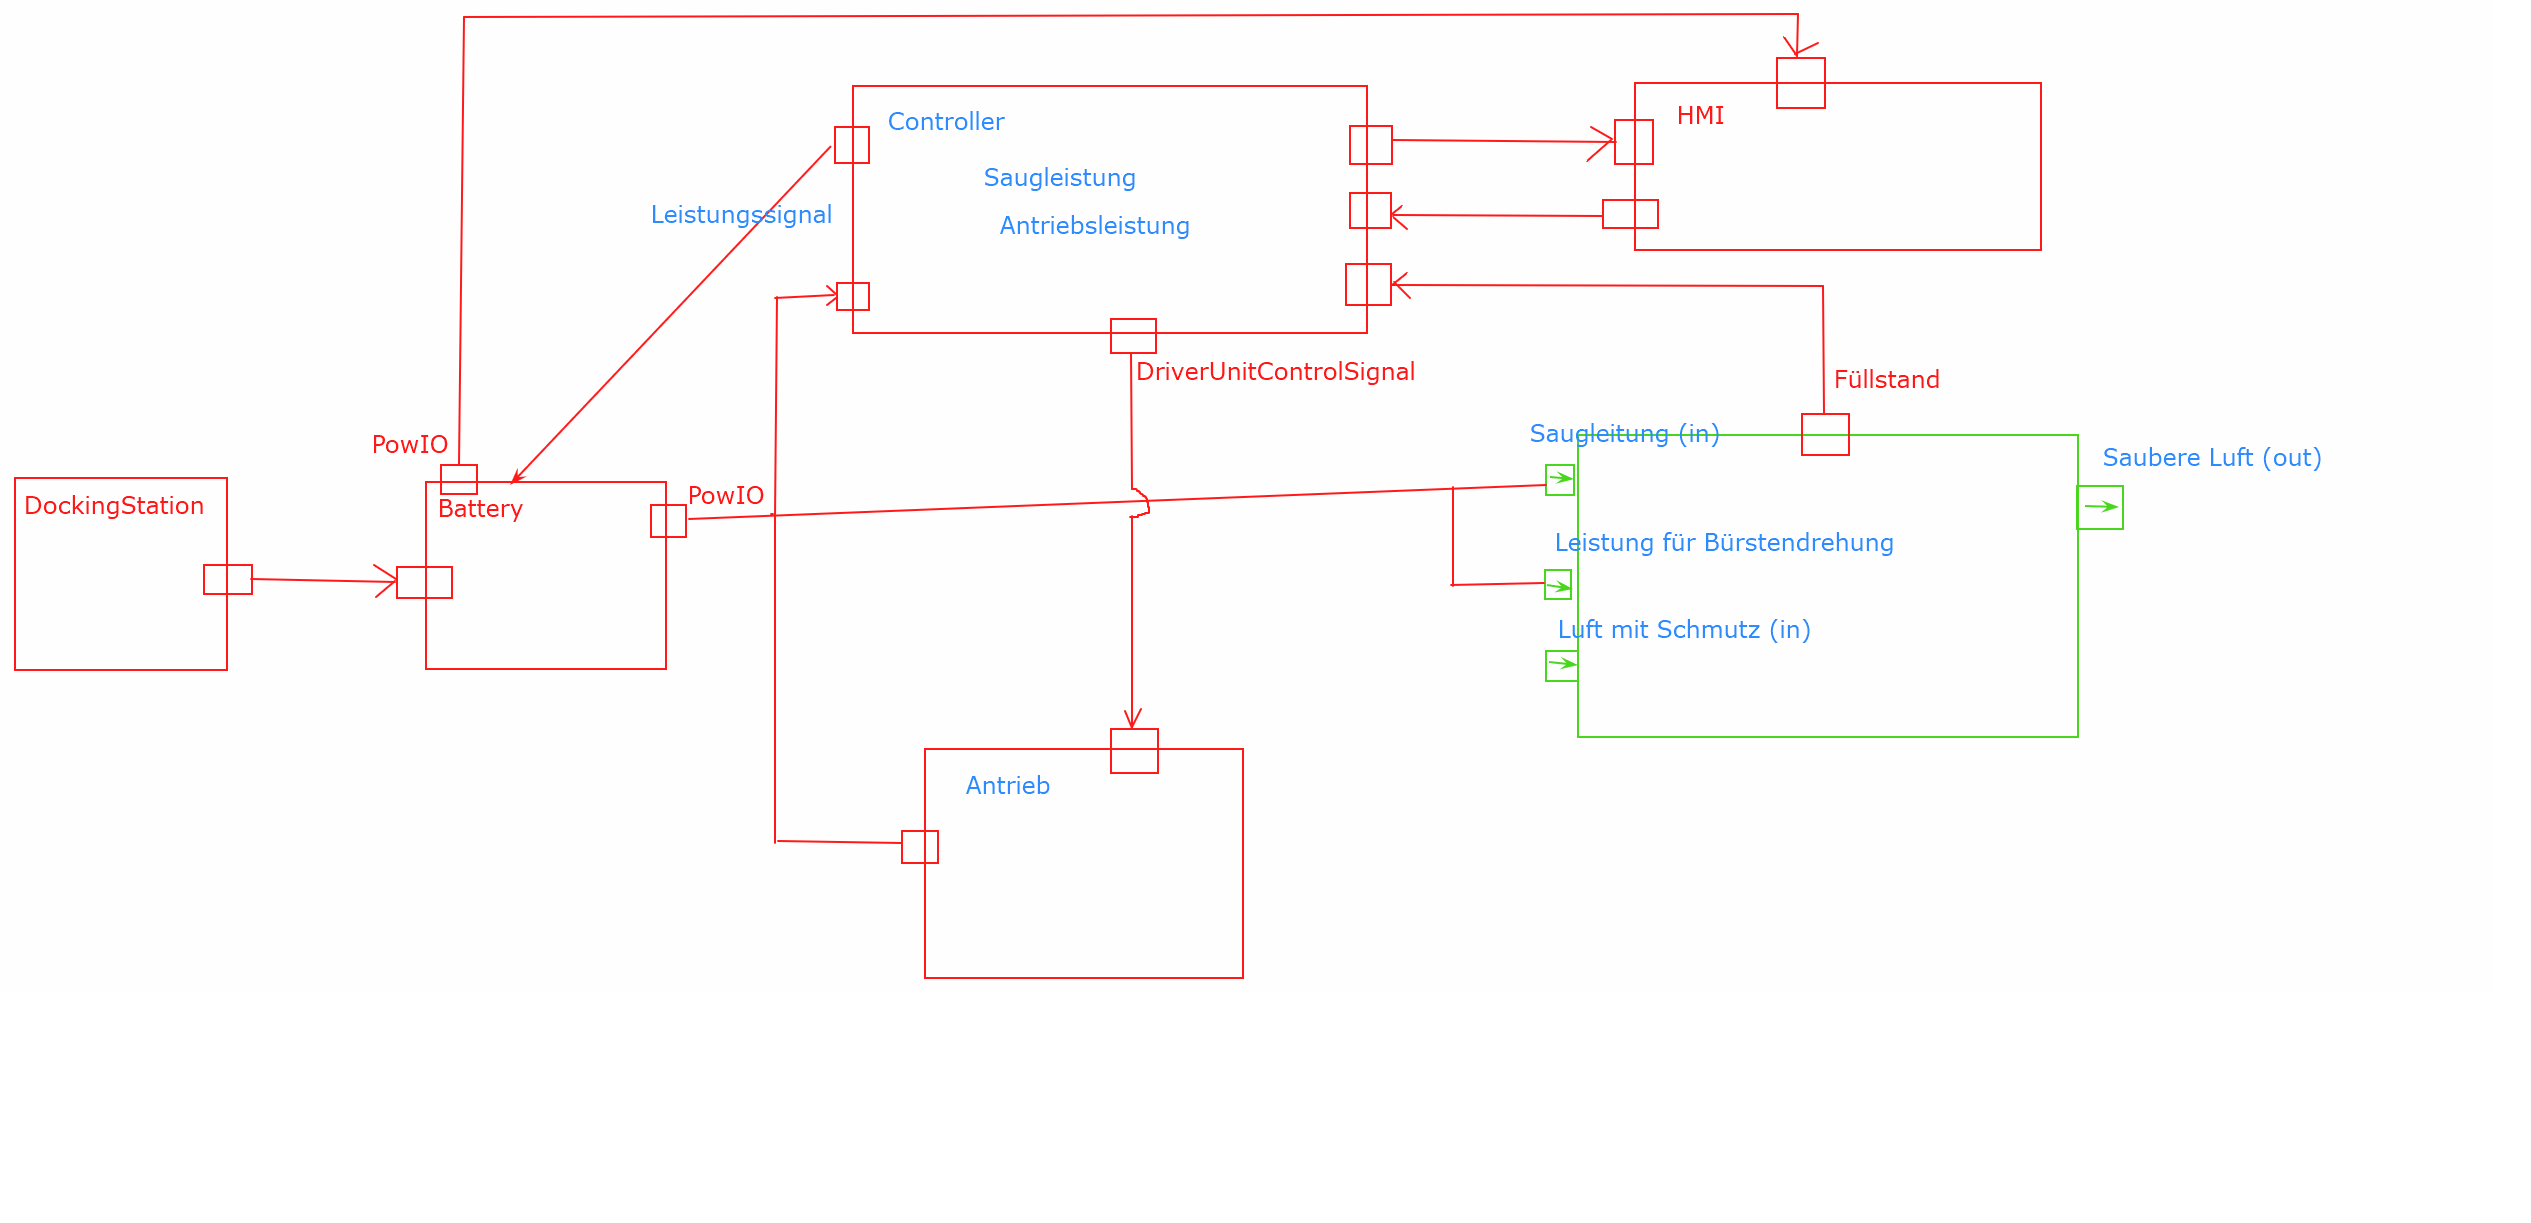 Controller
HMI
Saugleistung
Leistungssignal
Antriebsleistung
DriverUnitControlSignal
Füllstand
PowIO
Saugleitung (in)
Saubere Luft (out)
DockingStation
Battery
PowIO
Leistung für Bürstendrehung
Luft mit Schmutz (in)
Antrieb